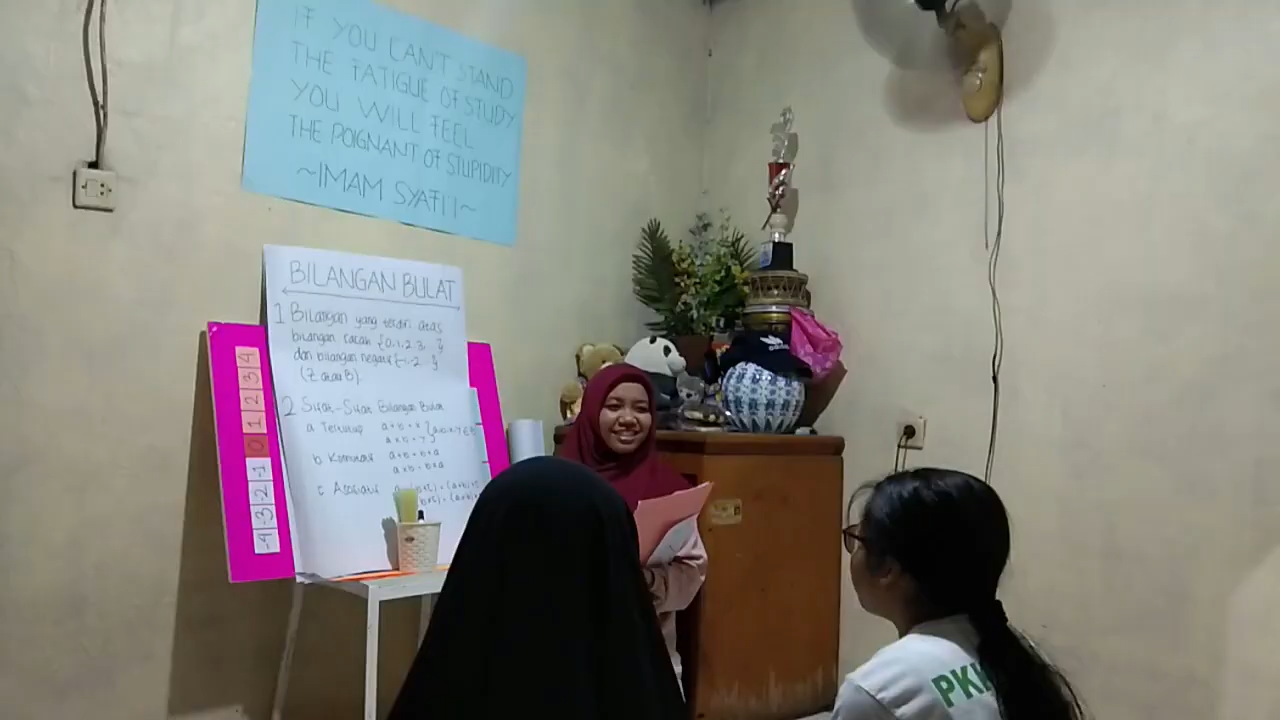 IF YOU CAN'T STAND
THE FATIGUE OF STUDY
YOU WILL FEEL
THE POIGNANT OF STUPIDITY
~IMAM SYAFI'I~
BILANGAN BULAT
1 Bilangan yang terdiri atas
bilangan cacah {0,1,2,3, }
dan bilangan negatif {-1,-2, }
(Z atau B).
2 Sifat-Sifat Bilangan Bulat
a Tertutup a+b = x
a×b = y
b Komutatif a+b = b+a
a×b = b×a
c Asosiatif
4
3
2
1
0
-1
-2
-3
-4
adidas